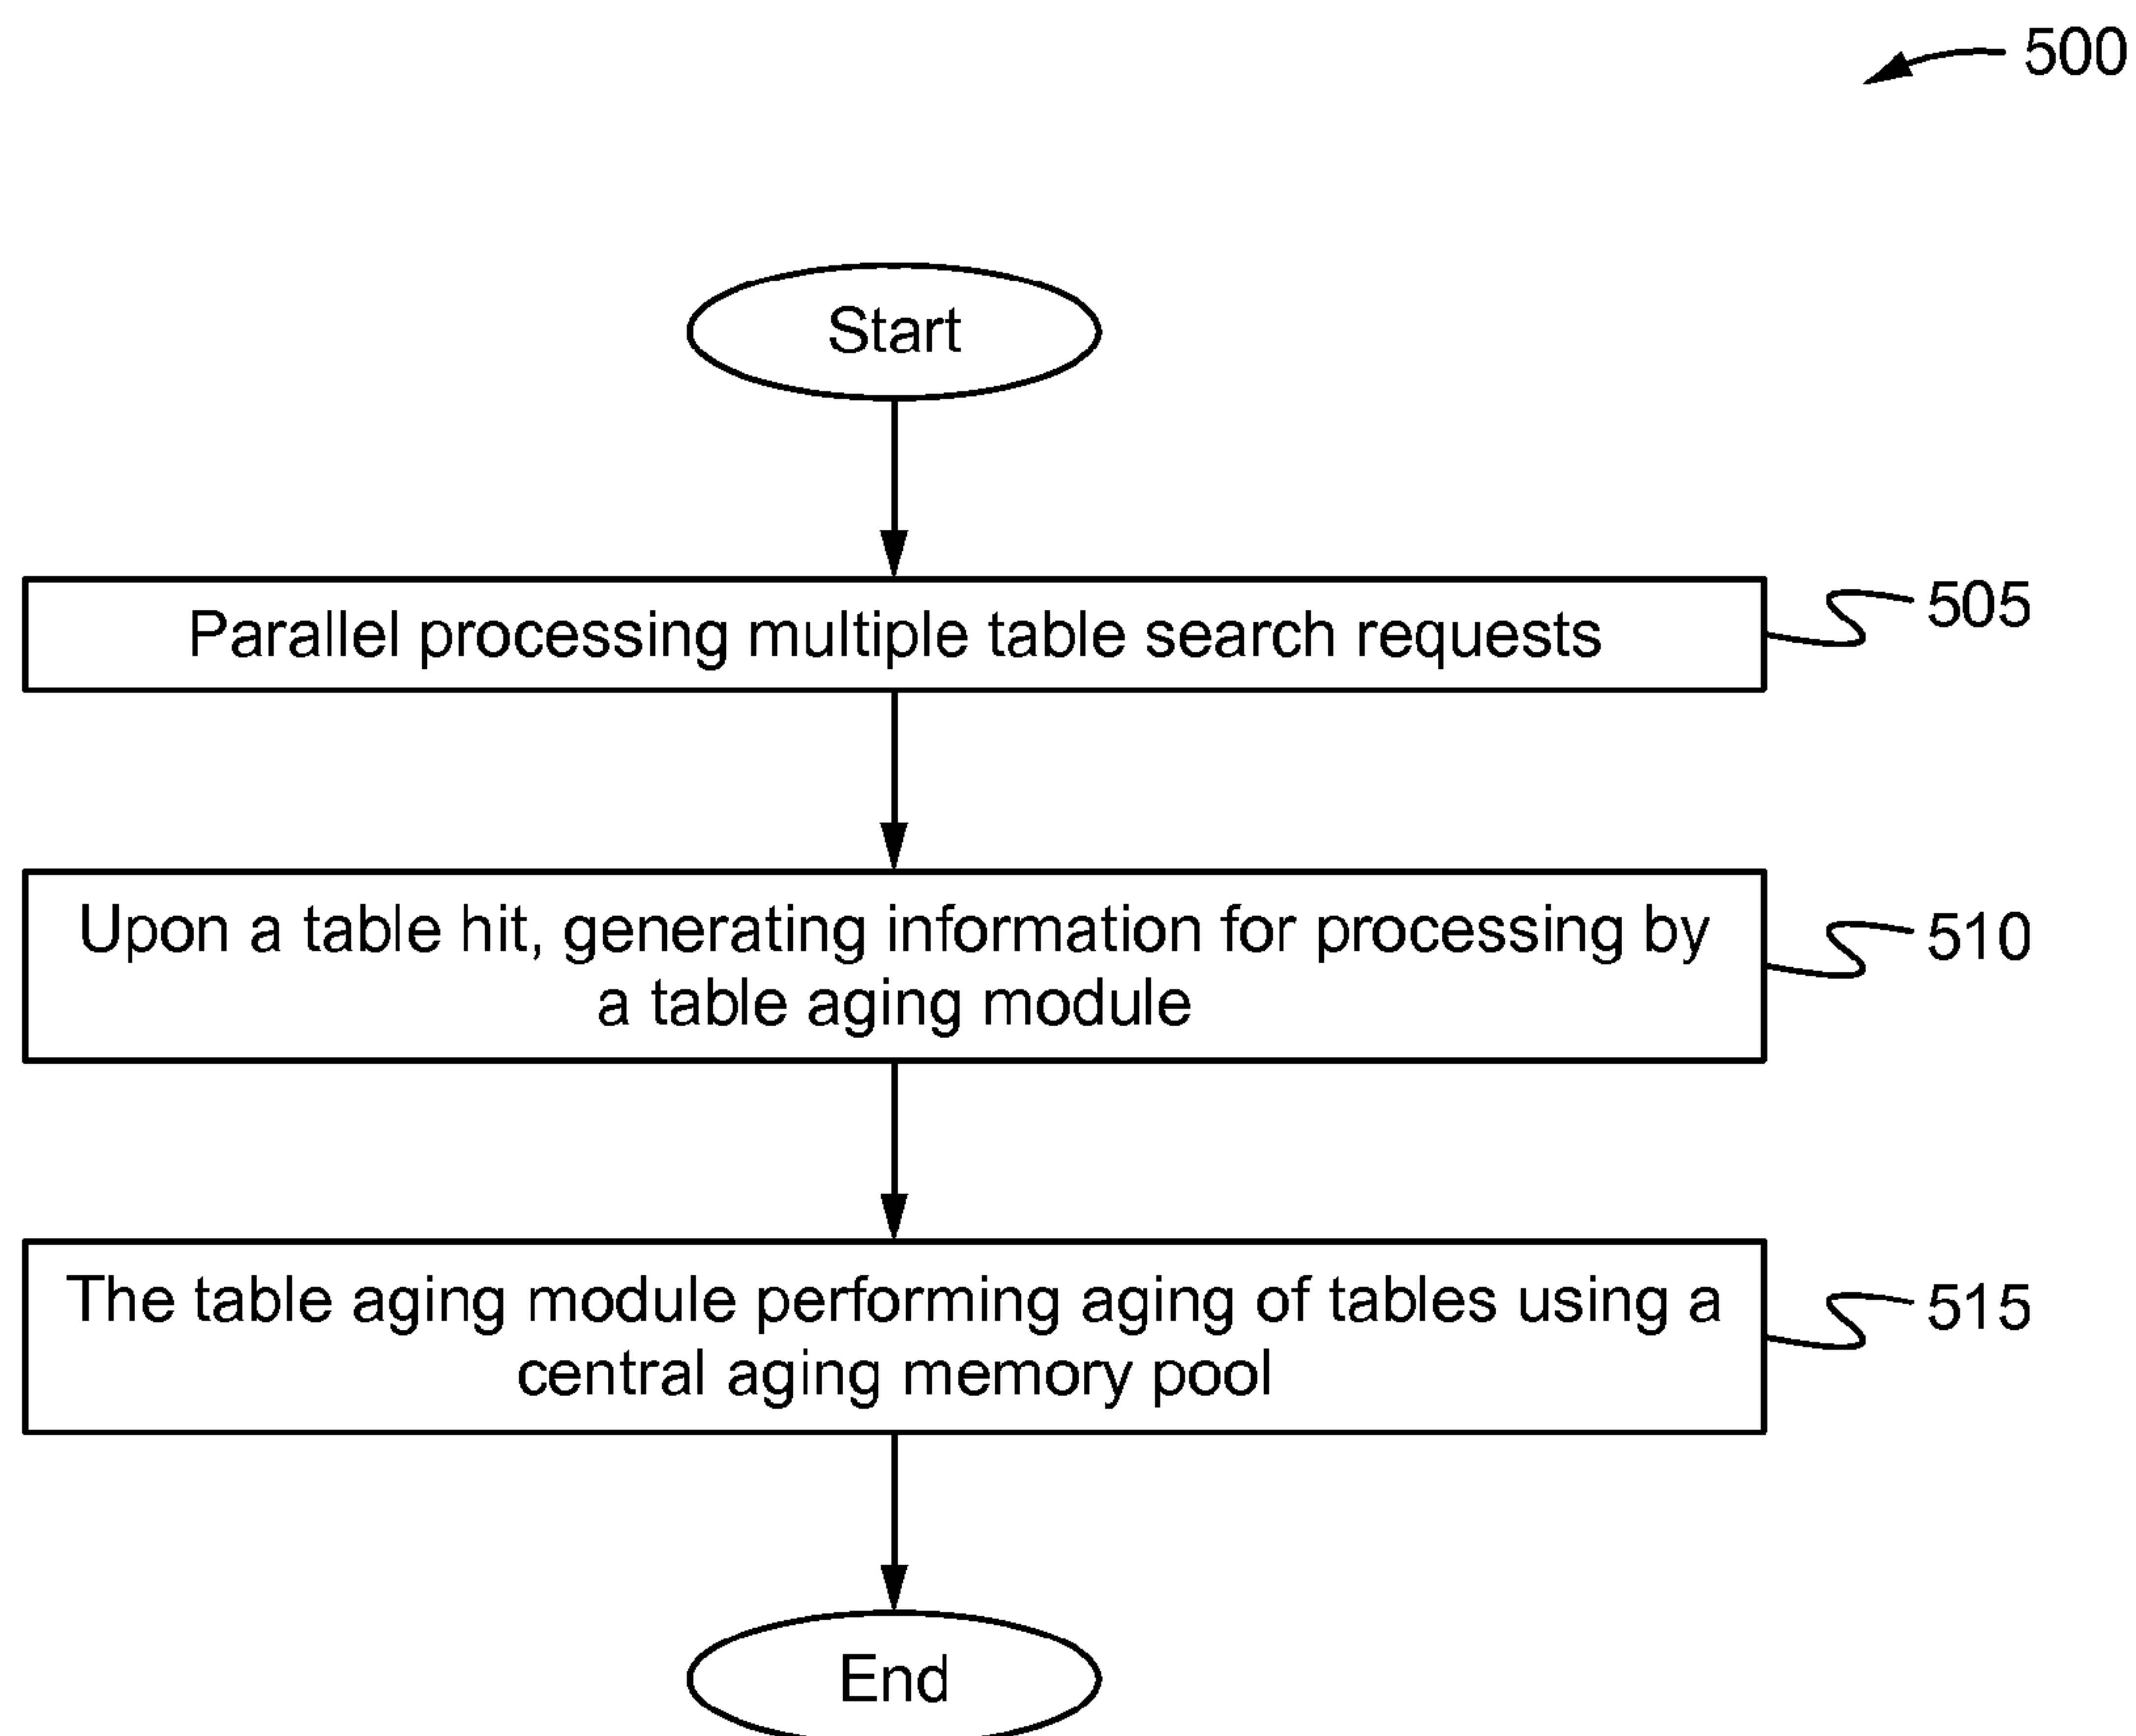 500
Start
Parallel processing multiple table search requests
505
Upon a table hit, generating information for processing by
a table aging module
510
The table aging module performing aging of tables using a
central aging memory pool
515
End